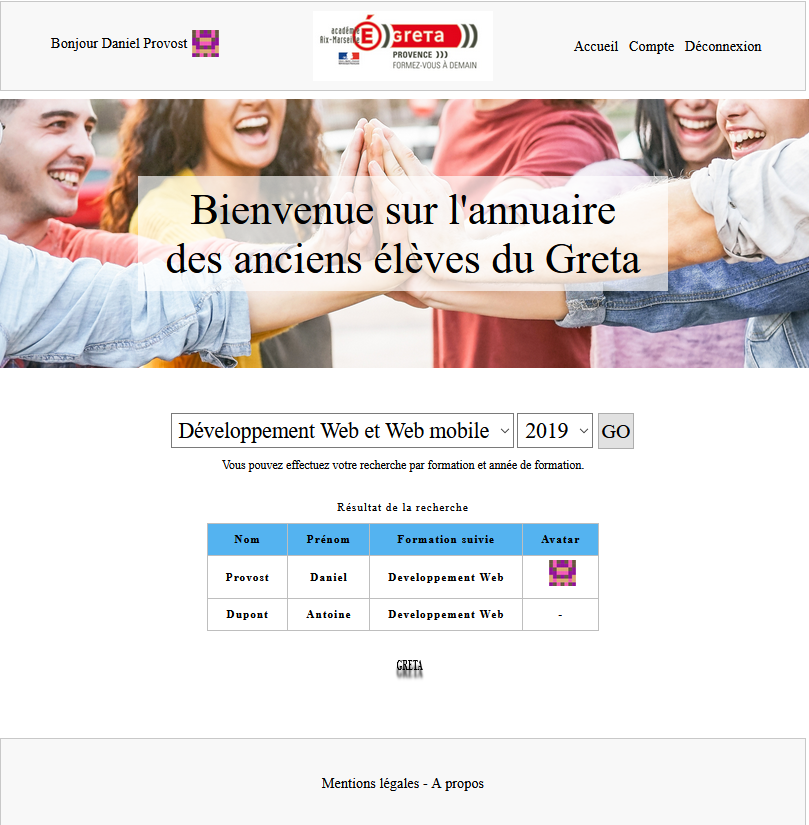 Bonjour Daniel Provost
académie
Aix-Marseille
É Greta
PROVENCE )))
FORMEZ-VOUS À DEMAIN
Accueil Compte Déconnexion
Bienvenue sur l'annuaire
des anciens élèves du Greta
Développement Web et Web mobile 2019 GO
Vous pouvez effectuez votre recherche par formation et année de formation.
Résultat de la recherche
Nom Prénom Formation suivie Avatar
Provost Daniel Developpement Web
Dupont Antoine Developpement Web -
GRETA
Mentions légales - A propos